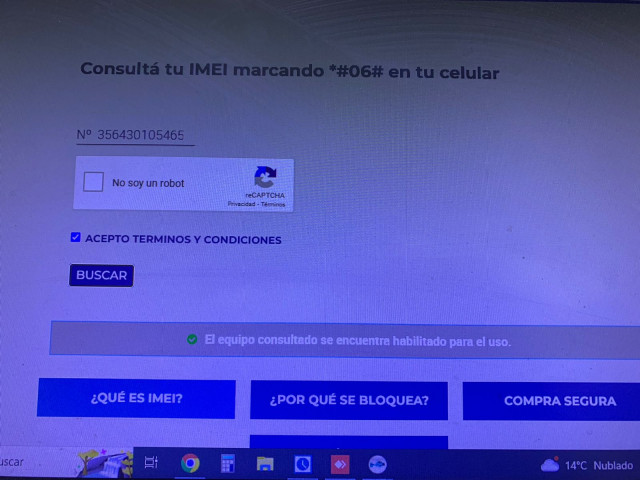 Consultá tu IMEI marcando *#06# en tu celular
Nº 356430105465
No soy un robot
reCAPTCHA
Privacidad - Términos
ACEPTO TERMINOS Y CONDICIONES
BUSCAR
El equipo consultado se encuentra habilitado para el uso.
¿QUÉ ES IMEI?
¿POR QUÉ SE BLOQUEA?
COMPRA SEGURA
uscar
14°C Nublado